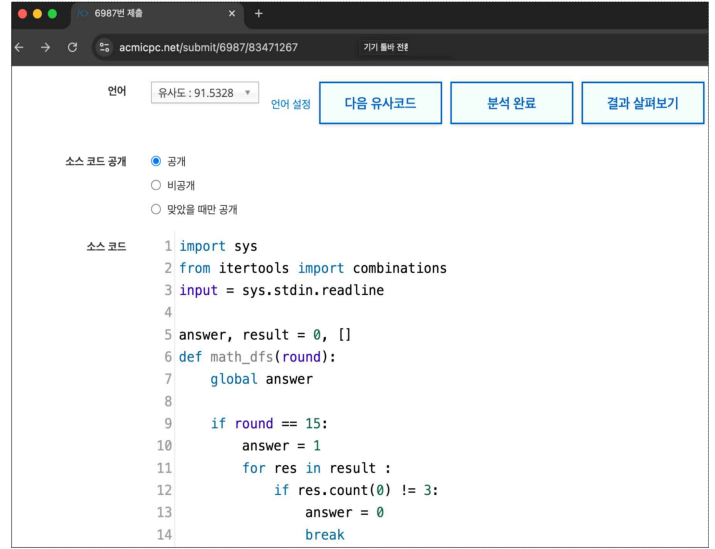 6987번 제출
acmicpc.net/submit/6987/83471267
기기 툴바 전환
언어
유사도 : 91.5328
언어 설정
다음 유사코드
분석 완료
결과 살펴보기
소스 코드 공개
공개
비공개
맞았을 때만 공개
소스 코드
1 import sys
2 from itertools import combinations
3 input = sys.stdin.readline
4
5 answer, result = 0, []
6 def math_dfs(round):
7     global answer
8
9     if round == 15:
10         answer = 1
11         for res in result :
12             if res.count(0) != 3:
13                 answer = 0
14                 break